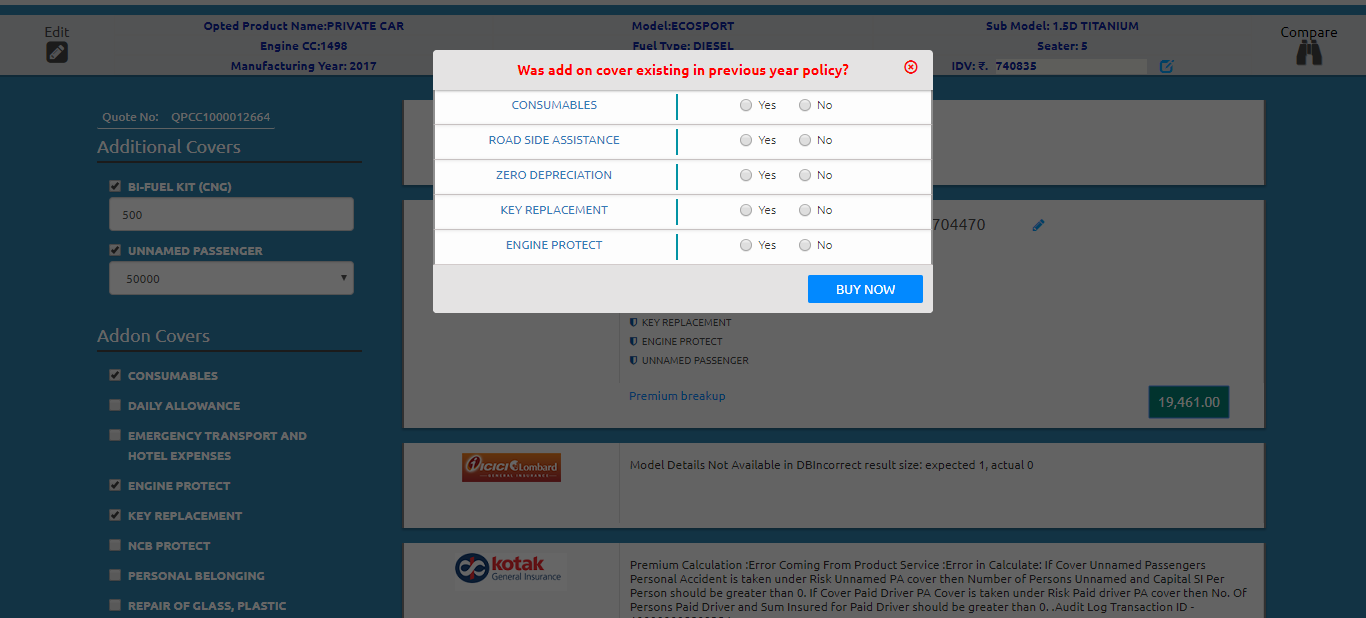 Edit
Opted Product Name:PRIVATE CAR
Engine CC:1498
Manufacturing Year: 2017
Model:ECOSPORT
Fuel Type: DIESEL
Sub Model: 1.5D TITANIUM
Seater: 5
IDV: ₹. 740835
Compare
Was add on cover existing in previous year policy?
CONSUMABLES Yes No
ROAD SIDE ASSISTANCE Yes No
ZERO DEPRECIATION Yes No
KEY REPLACEMENT Yes No
ENGINE PROTECT Yes No
BUY NOW
Quote No: QPCC1000012664
Additional Covers
BI-FUEL KIT (CNG)
500
UNNAMED PASSENGER
50000
Addon Covers
CONSUMABLES
DAILY ALLOWANCE
EMERGENCY TRANSPORT AND
HOTEL EXPENSES
ENGINE PROTECT
KEY REPLACEMENT
NCB PROTECT
PERSONAL BELONGING
REPAIR OF GLASS, PLASTIC
704470
KEY REPLACEMENT
ENGINE PROTECT
UNNAMED PASSENGER
Premium breakup
19,461.00
ICICI Lombard
GENERAL INSURANCE
Model Details Not Available in DBIncorrect result size: expected 1, actual 0
kotak
General Insurance
Premium Calculation :Error Coming From Product Service :Error in Calculate: If Cover Unnamed Passengers
Personal Accident is taken under Risk Unnamed PA cover then Number of Persons Unnamed and Capital SI Per
Person should be greater than 0. If Cover Paid Driver PA Cover is taken under Risk Paid driver PA cover then No. Of
Persons Paid Driver and Sum Insured for Paid Driver should be greater than 0. .Audit Log Transaction ID -